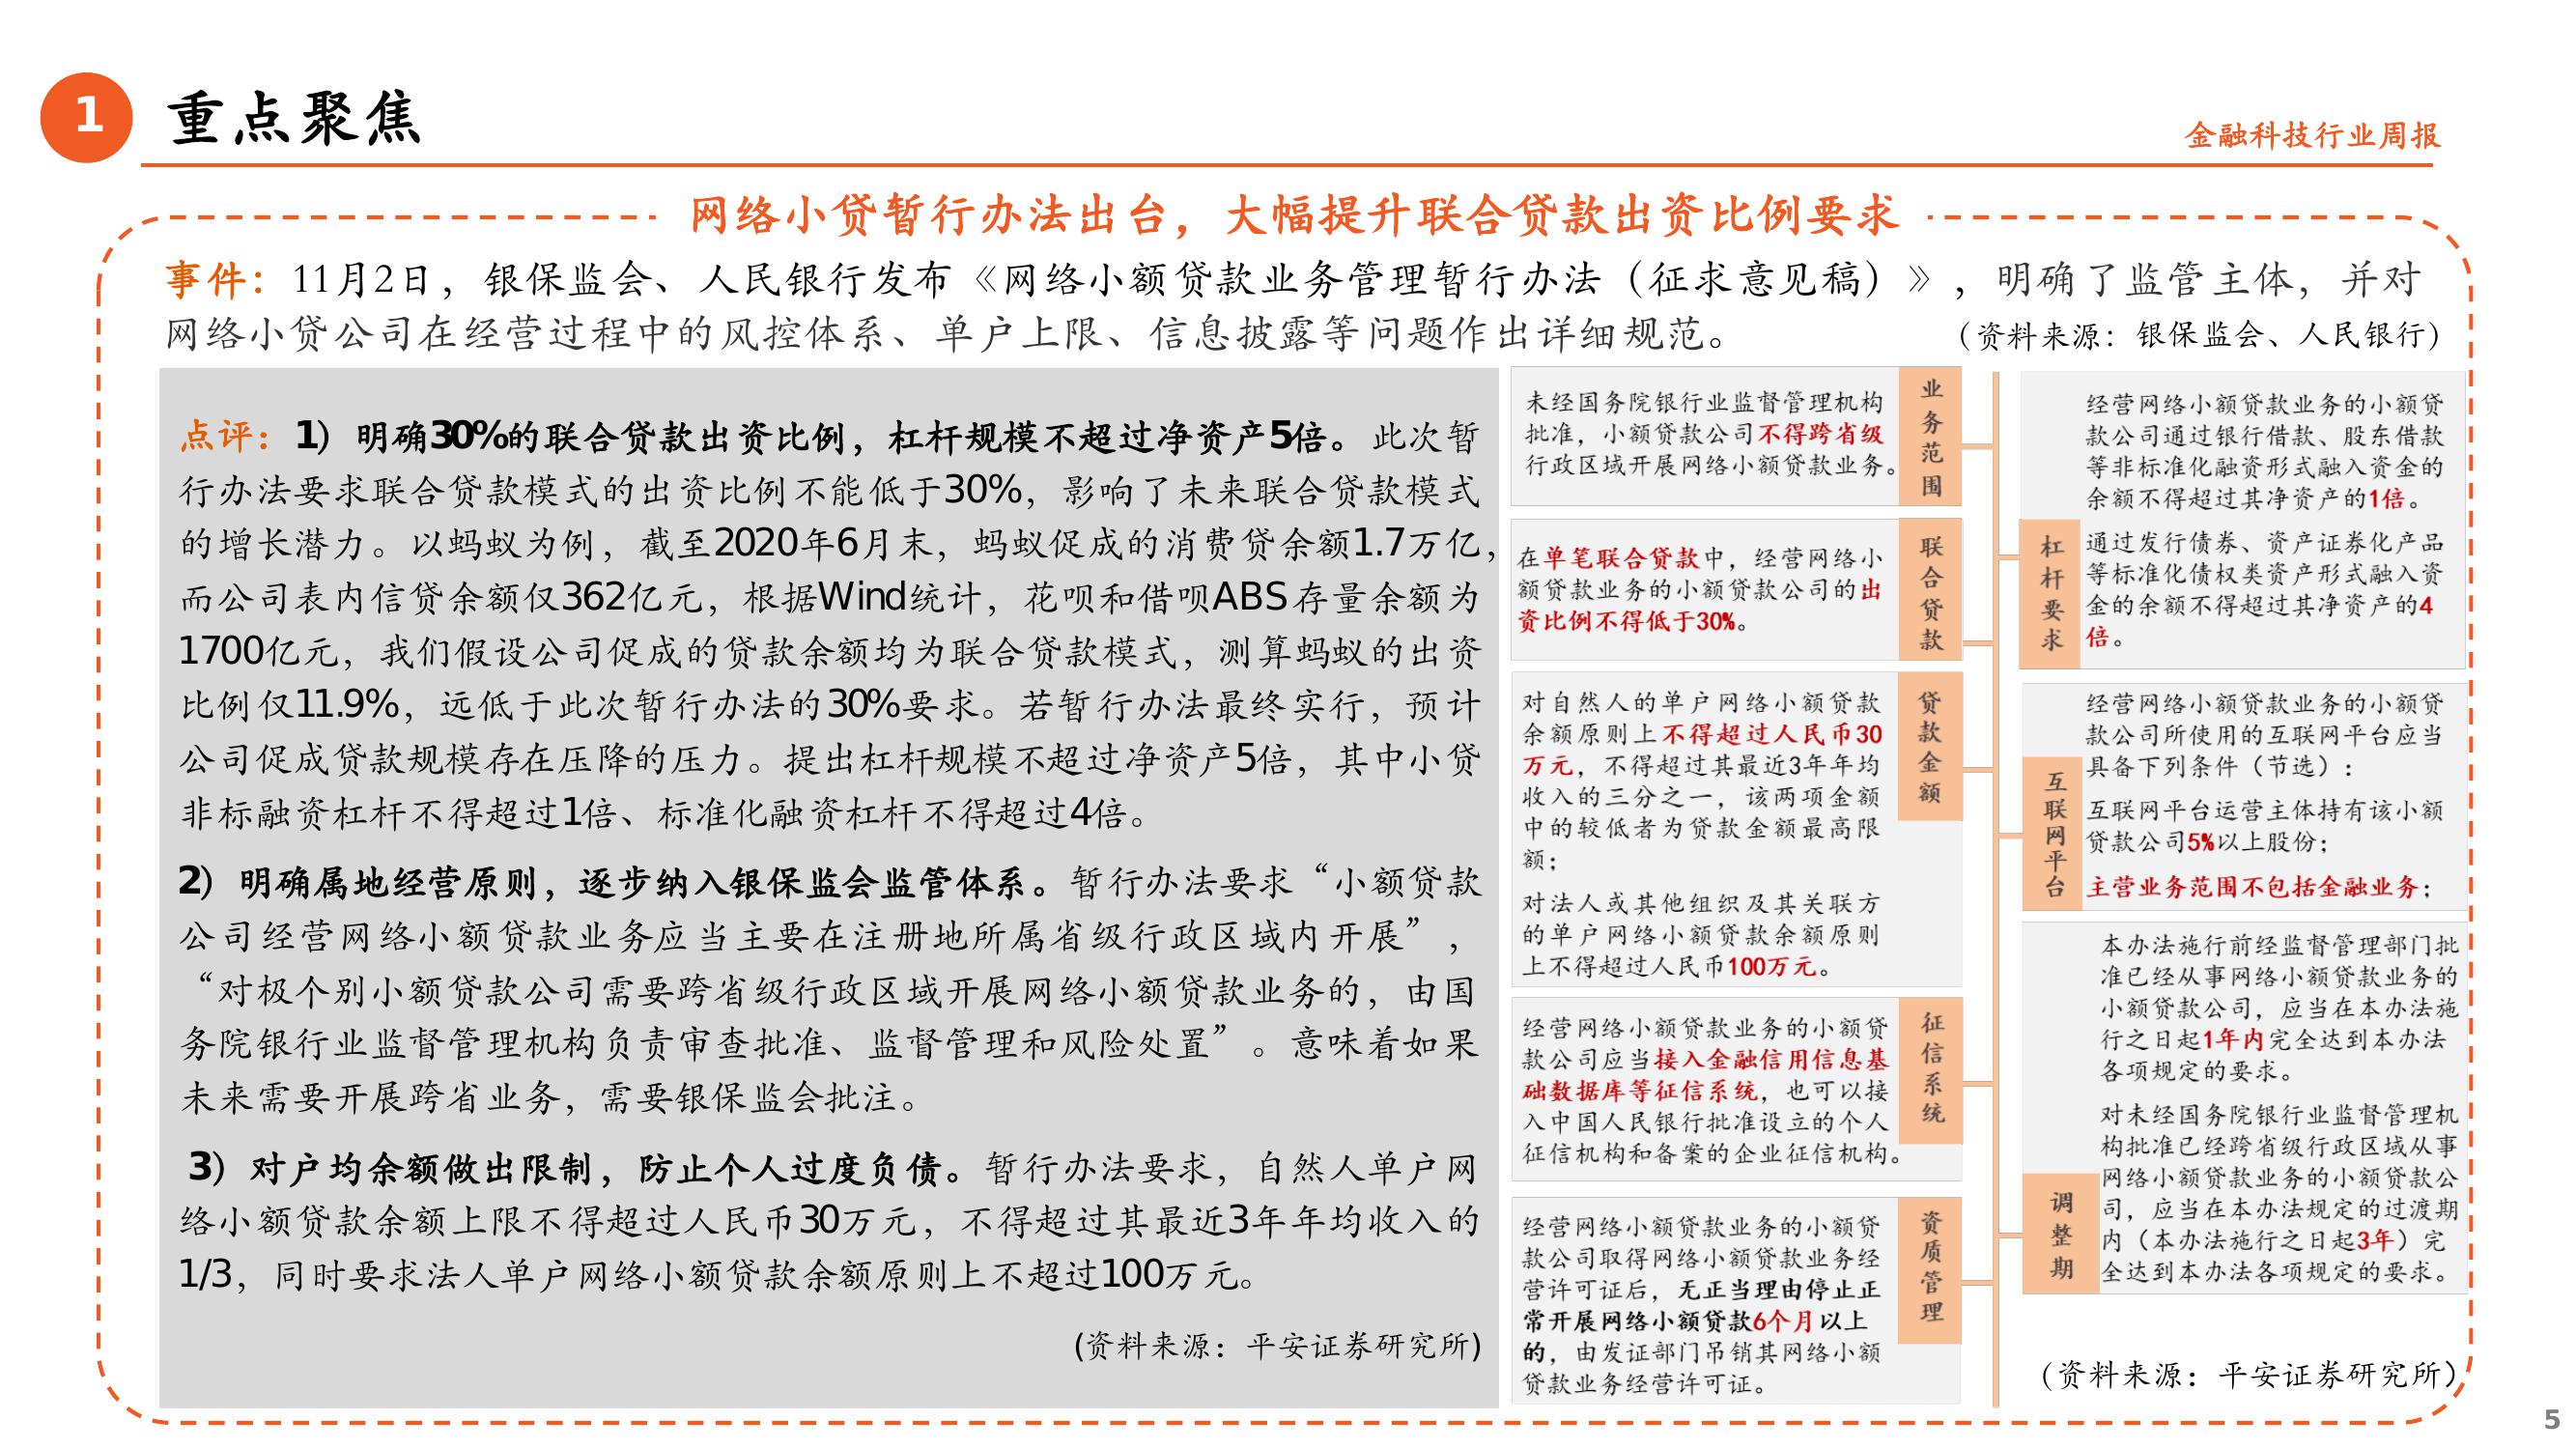 1
重点聚焦
金融科技行业周报
网络小贷暂行办法出台，大幅提升联合贷款出资比例要求
事件：11月2日，银保监会、人民银行发布《网络小额贷款业务管理暂行办法（征求意见稿）》，明确了监管主体，并对
网络小贷公司在经营过程中的风控体系、单户上限、信息披露等问题作出详细规范。
（资料来源：银保监会、人民银行）
点评：1）明确30%的联合贷款出资比例，杠杆规模不超过净资产5倍。此次暂
行办法要求联合贷款模式的出资比例不能低于30%，影响了未来联合贷款模式
的增长潜力。以蚂蚁为例，截至2020年6月末，蚂蚁促成的消费贷余额1.7万亿，
而公司表内信贷余额仅362亿元，根据Wind统计，花呗和借呗ABS存量余额为
1700亿元，我们假设公司促成的贷款余额均为联合贷款模式，测算蚂蚁的出资
比例仅11.9%，远低于此次暂行办法的30%要求。若暂行办法最终实行，预计
公司促成贷款规模存在压降的压力。提出杠杆规模不超过净资产5倍，其中小贷
非标融资杠杆不得超过1倍、标准化融资杠杆不得超过4倍。
2）明确属地经营原则，逐步纳入银保监会监管体系。暂行办法要求“小额贷款
公司经营网络小额贷款业务应当主要在注册地所属省级行政区域内开展”，
“对极个别小额贷款公司需要跨省级行政区域开展网络小额贷款业务的，由国
务院银行业监督管理机构负责审查批准、监督管理和风险处置”。意味着如果
未来需要开展跨省业务，需要银保监会批注。
3）对户均余额做出限制，防止个人过度负债。暂行办法要求，自然人单户网
络小额贷款余额上限不得超过人民币30万元，不得超过其最近3年年均收入的
1/3，同时要求法人单户网络小额贷款余额原则上不超过100万元。
(资料来源：平安证券研究所)
未经国务院银行业监督管理机构
批准，小额贷款公司不得跨省级
行政区域开展网络小额贷款业务。
业务范围
在单笔联合贷款中，经营网络小
额贷款业务的小额贷款公司的出
资比例不得低于30%。
联合贷款
对自然人的单户网络小额贷款
余额原则上不得超过人民币30
万元，不得超过其最近3年年均
收入的三分之一，该两项金额
中的较低者为贷款金额最高限
额；
对法人或其他组织及其关联方
的单户网络小额贷款余额原则
上不得超过人民币100万元。
贷款金额
经营网络小额贷款业务的小额贷
款公司应当接入金融信用信息基
础数据库等征信系统，也可以接
入中国人民银行批准设立的个人
征信机构和备案的企业征信机构。
征信系统
经营网络小额贷款业务的小额贷
款公司取得网络小额贷款业务经
营许可证后，无正当理由停止正
常开展网络小额贷款6个月以上
的，由发证部门吊销其网络小额
贷款业务经营许可证。
资质管理
经营网络小额贷款业务的小额贷
款公司通过银行借款、股东借款
等非标准化融资形式融入资金的
余额不得超过其净资产的1倍。
通过发行债券、资产证券化产品
等标准化债权类资产形式融入资
金的余额不得超过其净资产的4
倍。
杠杆要求
经营网络小额贷款业务的小额贷
款公司所使用的互联网平台应当
具备下列条件（节选）：
互联网平台运营主体持有该小额
贷款公司5%以上股份；
主营业务范围不包括金融业务；
互联网平台
本办法施行前经监督管理部门批
准已经从事网络小额贷款业务的
小额贷款公司，应当在本办法施
行之日起1年内完全达到本办法
各项规定的要求。
对未经国务院银行业监督管理机
构批准已经跨省级行政区域从事
网络小额贷款业务的小额贷款公
司，应当在本办法规定的过渡期
内（本办法施行之日起3年）完
全达到本办法各项规定的要求。
调整期
（资料来源：平安证券研究所）
5